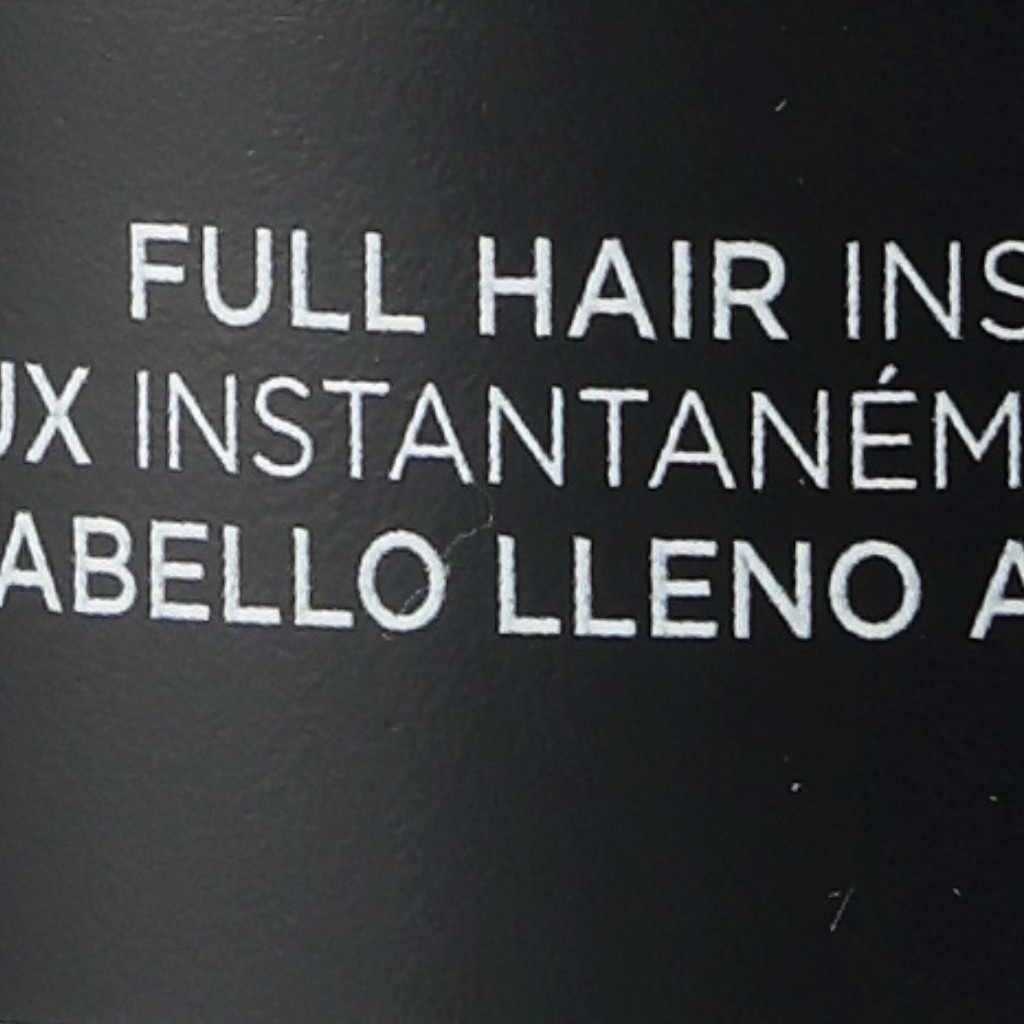 FULL HAIR INS
UX INSTANTANÉM
ABELLO LLENO A